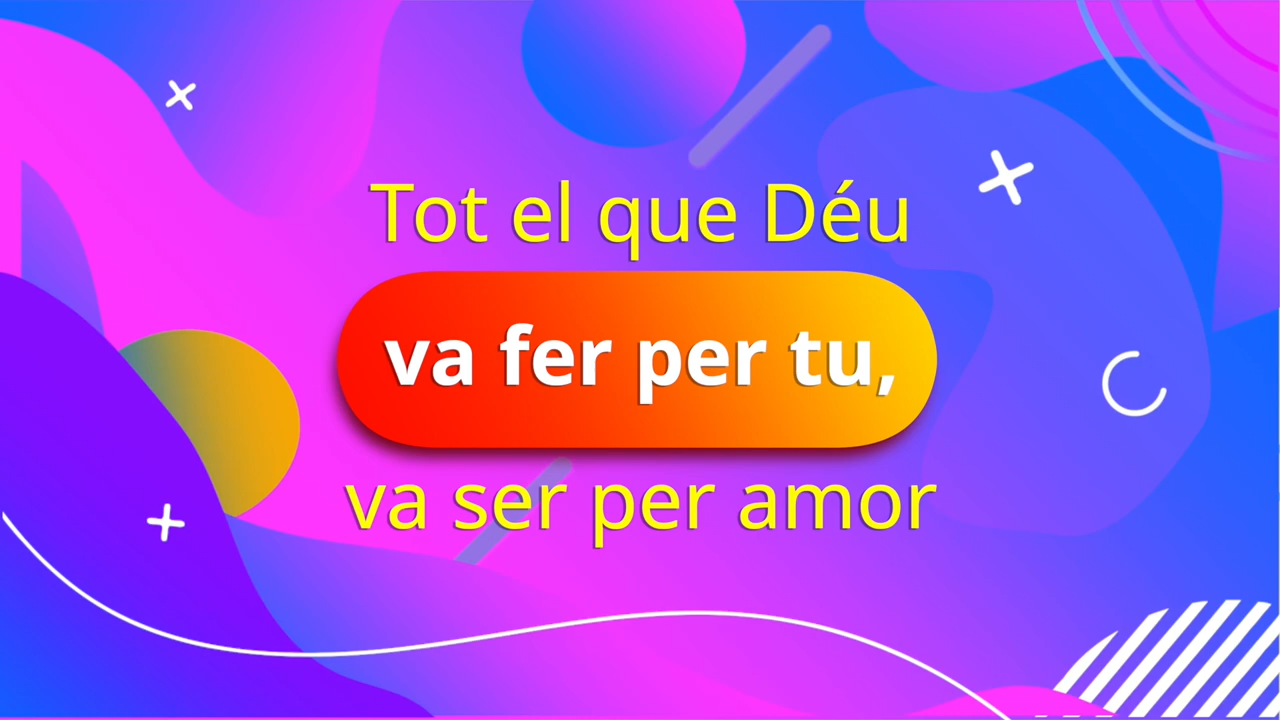 Tot el que Déu
va fer per tu,
va ser per amor